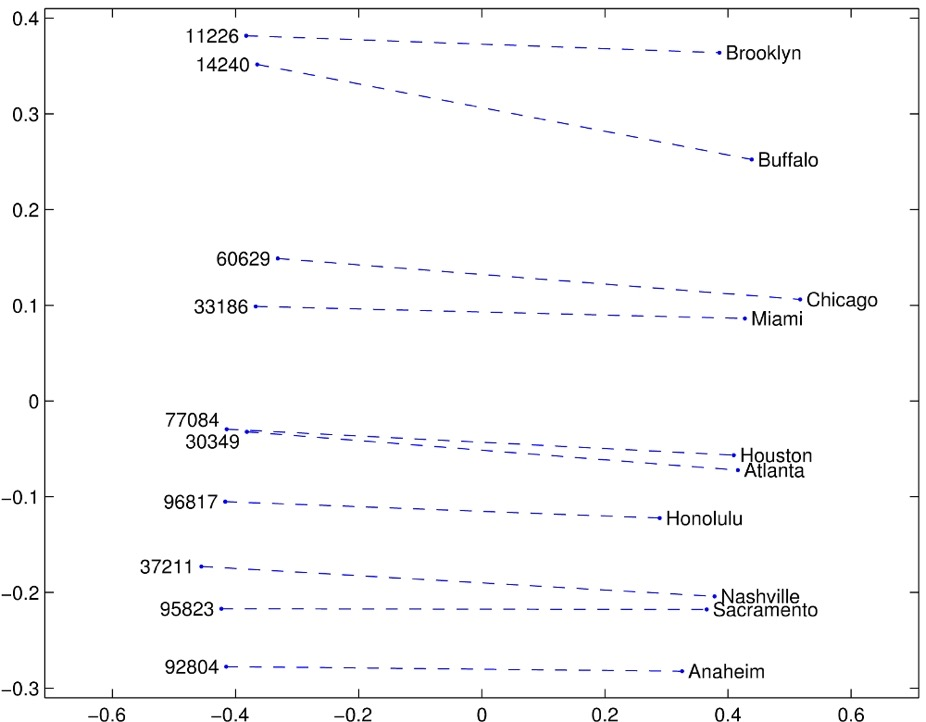 0.4
11226
Brooklyn
14240
0.3
Buffalo
0.2
60629
Chicago
0.1
33186
Miami
0
77084
30349
Houston
Atlanta
−0.1
96817
Honolulu
37211
Nashville
−0.2
95823
Sacramento
92804
Anaheim
−0.3
−0.6 −0.4 −0.2 0 0.2 0.4 0.6